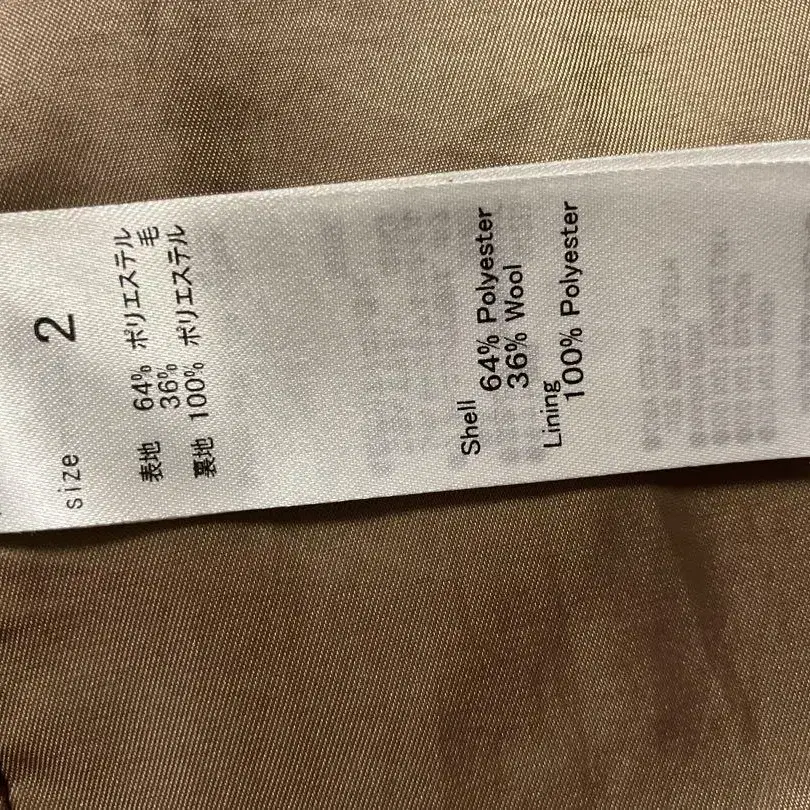 size 2
表地 64% ポリエステル
36% 毛
裏地 100% ポリエステル
Shell
64% Polyester
36% Wool
Lining
100% Polyester